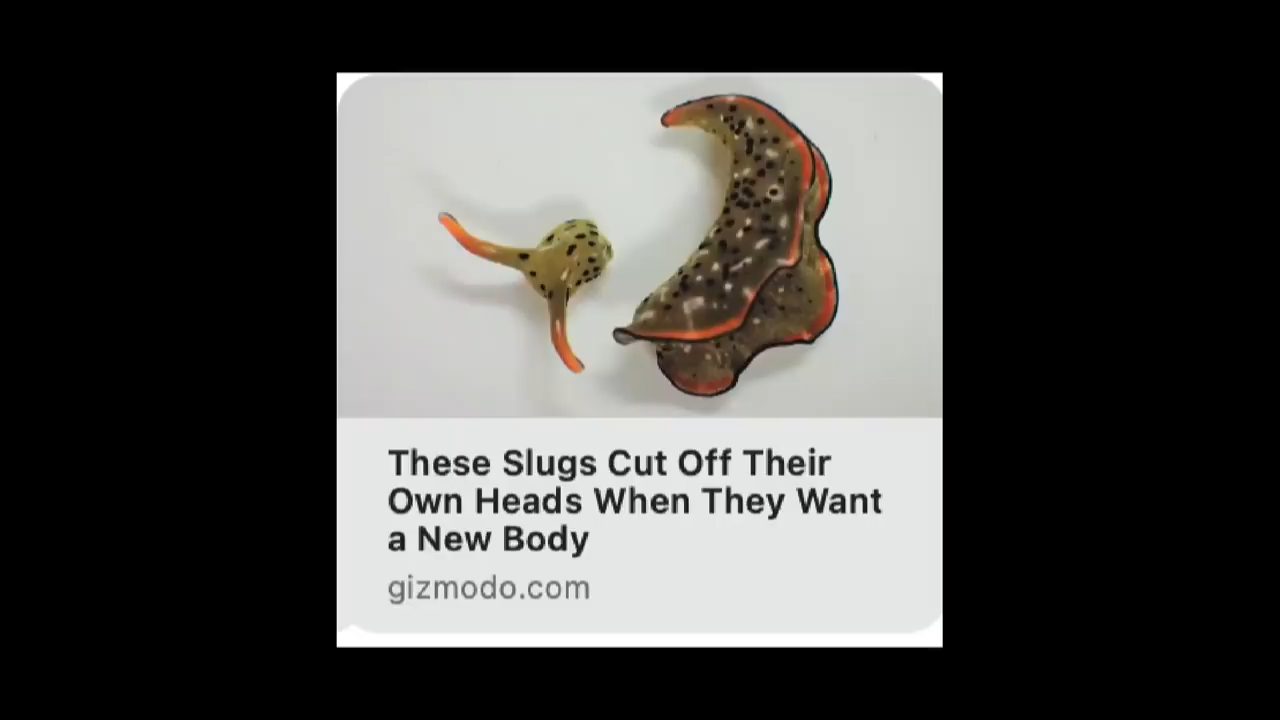 These Slugs Cut Off Their
Own Heads When They Want
a New Body
gizmodo.com